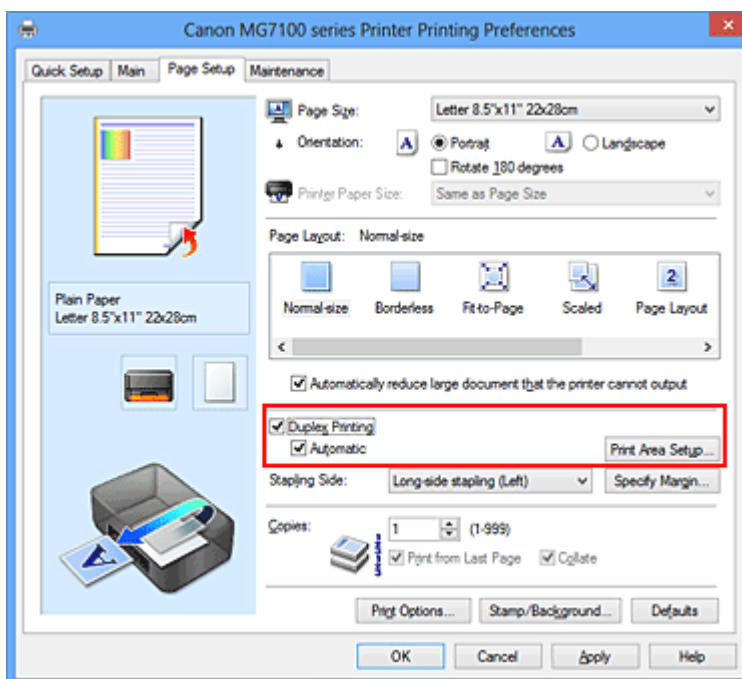 Canon MG7100 series Printer Printing Preferences
Quick Setup Main Page Setup Maintenance
Page Size: Letter 8.5"x11" 22x28cm
Orientation: A Portrait A Landscape
Rotate 180 degrees
Printer Paper Size: Same as Page Size
Page Layout: Normal-size
2
Normal-size Borderless Fit-to-Page Scaled Page Layout
Plain Paper
Letter 8.5"x11" 22x28cm
Automatically reduce large document that the printer cannot output
Duplex Printing
Automatic Print Area Setup...
Stapling Side: Long-side stapling (Left) Specify Margin...
Copies: 1 (1-999)
Print from Last Page Collate
A
Print Options... Stamp/Background... Defaults
OK Cancel Apply Help